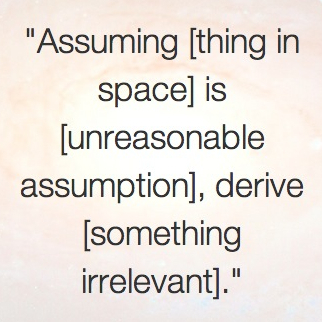 "Assuming [thing in
space] is
[unreasonable
assumption], derive
[something
irrelevant]."